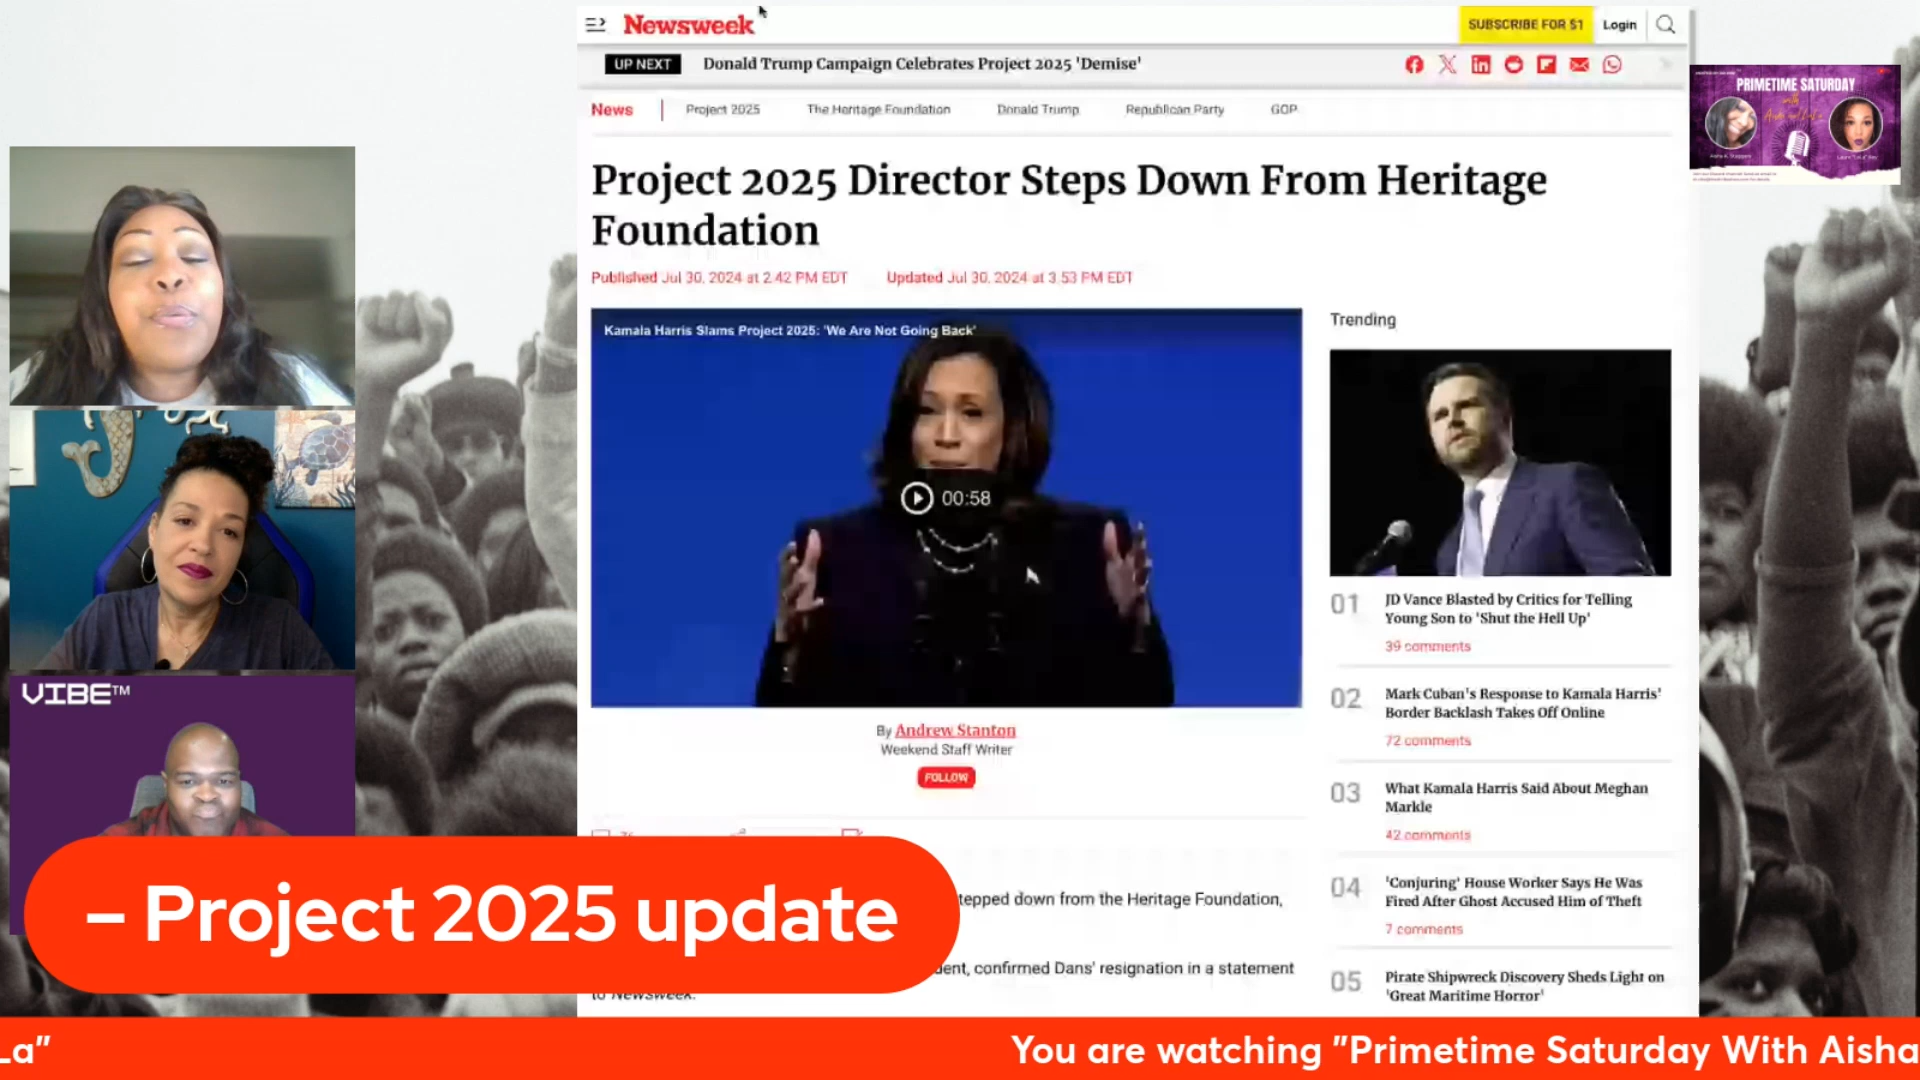 Newsweek
SUBSCRIBE FOR $1
Login
UP NEXT
Donald Trump Campaign Celebrates Project 2025 'Demise'
News
Project 2025
The Heritage Foundation
Donald Trump
Republican Party
GOP
PRIMETIME SATURDAY
with
Project 2025 Director Steps Down From Heritage
Foundation
Published Jul 30, 2024 at 2:42 PM EDT
Updated Jul 30, 2024 at 3:53 PM EDT
Kamala Harris Slams Project 2025: 'We Are Not Going Back'
00:58
By Andrew Stanton
Weekend Staff Writer
FOLLOW
Trending
01
JD Vance Blasted by Critics for Telling
Young Son to 'Shut the Hell Up'
39 comments
02
Mark Cuban's Response to Kamala Harris'
Border Backlash Takes Off Online
72 comments
03
What Kamala Harris Said About Meghan
Markle
42 comments
04
'Conjuring' House Worker Says He Was
Fired After Ghost Accused Him of Theft
7 comments
05
Pirate Shipwreck Discovery Sheds Light on
'Great Maritime Horror'
VIBE™
tepped down from the Heritage Foundation,
dent, confirmed Dans' resignation in a statement
to Newsweek.
– Project 2025 update
La"
You are watching "Primetime Saturday With Aisha